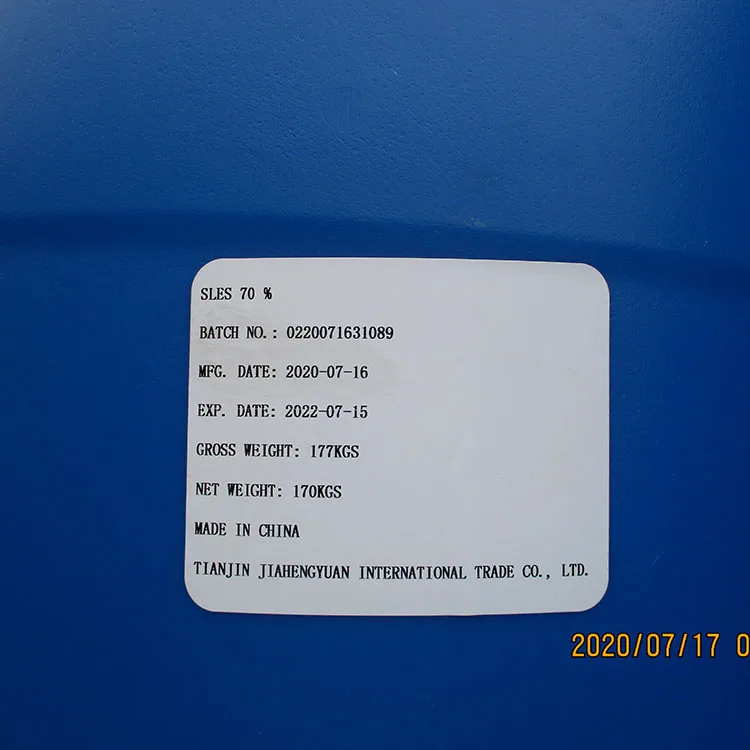 SLES 70 %
BATCH NO.: 0220071631089
MFG. DATE: 2020-07-16
EXP. DATE: 2022-07-15
GROSS WEIGHT: 177KGS
NET WEIGHT: 170KGS
MADE IN CHINA
TIANJIN JIAHENGYUAN INTERNATIONAL TRADE CO., LTD.
2020/07/17